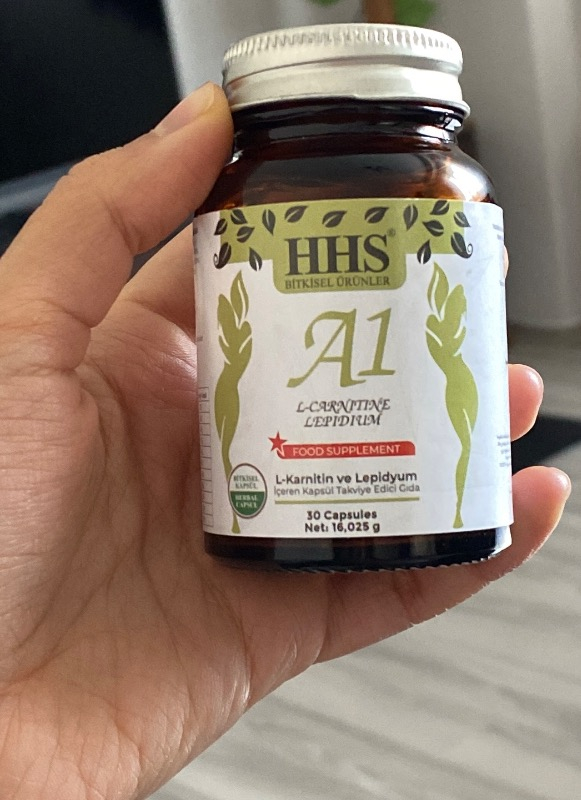 HHS®
BİTKİSEL ÜRÜNLER
A1
L-CARNITINE
LEPIDIUM
FOOD SUPPLEMENT
BİTKİSEL
KAPSÜL
HERBAL
CAPSUL
L-Karnitin ve Lepidyum
İçeren Kapsül Takviye Edici Gıda
30 Capsules
Net: 16,025 g